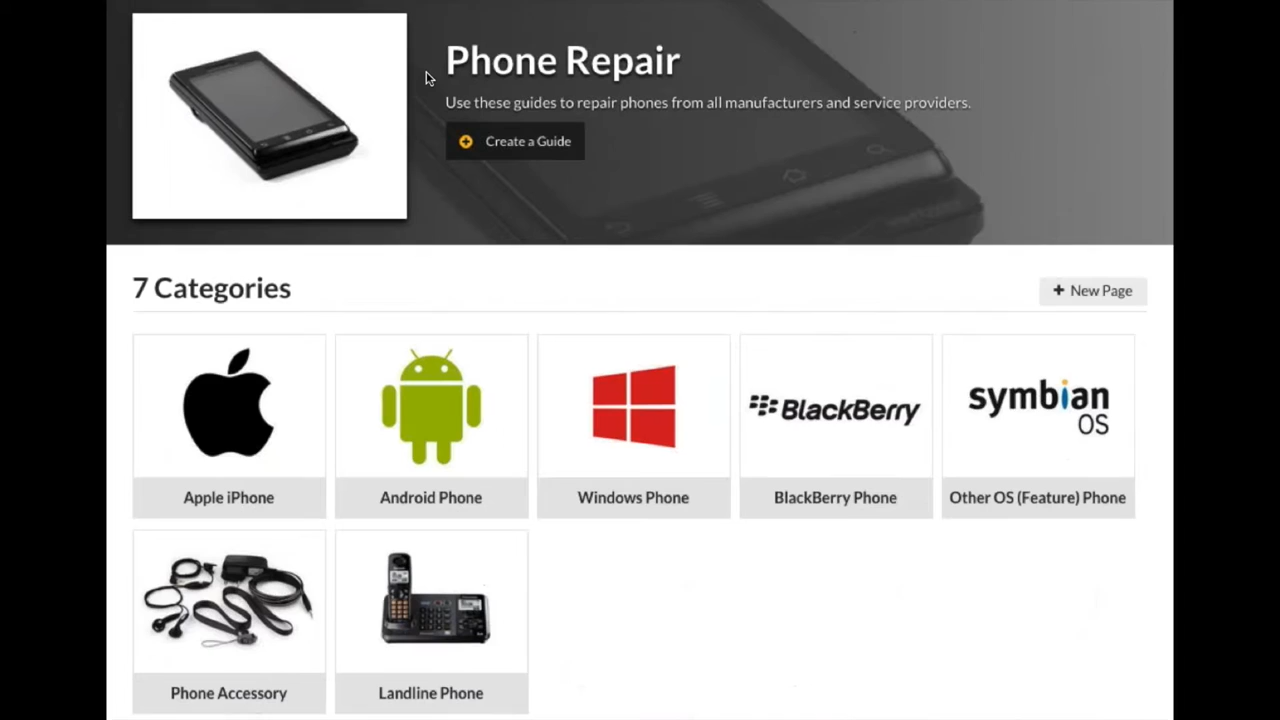 Phone Repair
Use these guides to repair phones from all manufacturers and service providers.
Create a Guide
7 Categories
+ New Page
BlackBerry
symbian
OS
Apple iPhone
Android Phone
Windows Phone
BlackBerry Phone
Other OS (Feature) Phone
Phone Accessory
Landline Phone